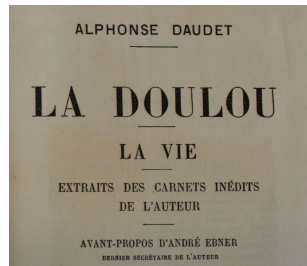 ALPHONSE DAUDET
LA DOULOU
LA VIE
EXTRAITS DES CARNETS INÉDITS
DE L'AUTEUR
AVANT-PROPOS D'ANDRÉ EBNER
DERNIER SECRÉTAIRE DE L'AUTEUR